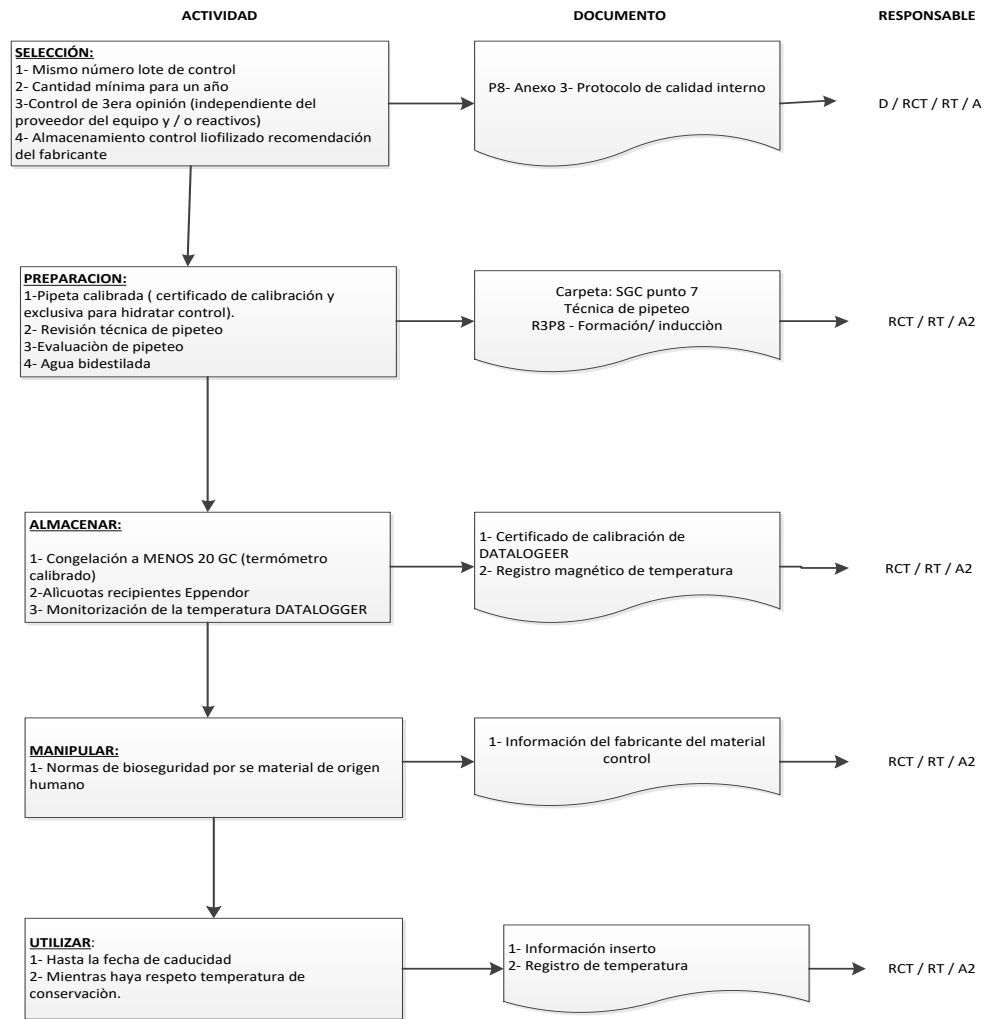 ACTIVIDAD
DOCUMENTO
RESPONSABLE
SELECCIÓN:
1- Mismo número lote de control
2- Cantidad mínima para un año
3-Control de 3era opinión (independiente del
proveedor del equipo y / o reactivos)
4- Almacenamiento control liofilizado recomendación
del fabricante
P8- Anexo 3- Protocolo de calidad interno
D / RCT / RT / A
PREPARACION:
1-Pipeta calibrada ( certificado de calibración y
exclusiva para hidratar control).
2- Revisión técnica de pipeteo
3-Evaluaciòn de pipeteo
4- Agua bidestilada
Carpeta: SGC punto 7
Técnica de pipeteo
R3P8 - Formación/ inducciòn
RCT / RT / A2
ALMACENAR:
1- Congelación a MENOS 20 GC (termómetro
calibrado)
2-Alìcuotas recipientes Eppendor
3- Monitorización de la temperatura DATALOGGER
1- Certificado de calibración de
DATALOGEER
2- Registro magnético de temperatura
RCT / RT / A2
MANIPULAR:
1- Normas de bioseguridad por se material de origen
humano
1- Información del fabricante del material
control
RCT / RT / A2
UTILIZAR:
1- Hasta la fecha de caducidad
2- Mientras haya respeto temperatura de
conservaciòn.
1- Información inserto
2- Registro de temperatura
RCT / RT / A2